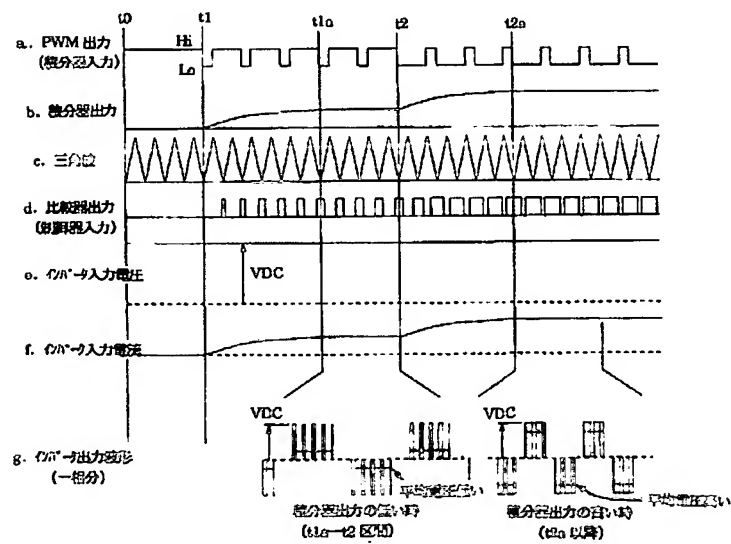 t0 t1 t1a t2 t2a
a. PWM 出力
(積分器入力)
Hi
Lo
b. 積分器出力
c. 三角波
d. 比較器出力
(制御器入力)
e. インバータ入力電圧
VDC
f. インバータ入力電流
g. インバータ出力波形
(一相分)
VDC
平均電圧低い
積分器出力の低い時
(t1a─t2 区間)
VDC
平均電圧高い
積分器出力の高い時
(t2a 以降)